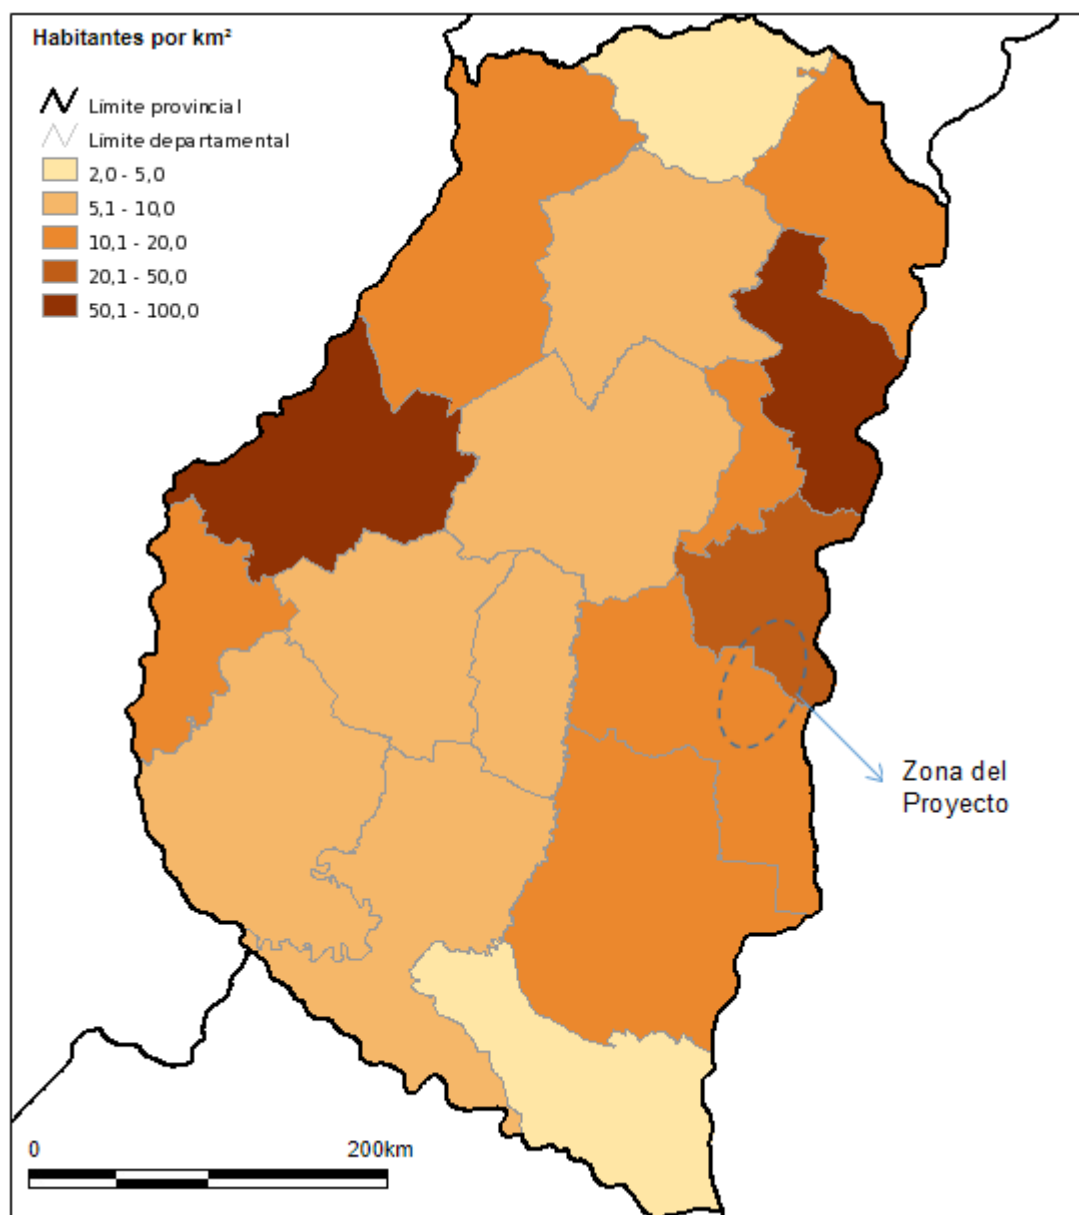 Habitantes por km²
Límite provincial
Límite departamental
2,0 - 5,0
5,1 - 10,0
10,1 - 20,0
20,1 - 50,0
50,1 - 100,0
Zona del
Proyecto
0 200km